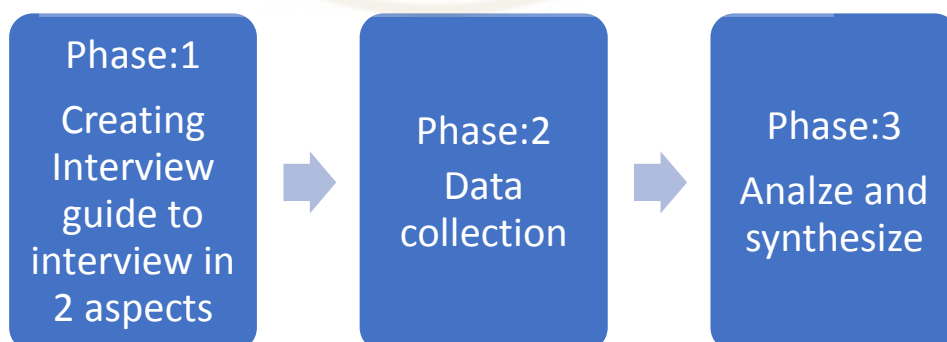 Phase:1
Creating
Interview
guide to
interview in
2 aspects
Phase:2
Data
collection
Phase:3
Analze and
synthesize